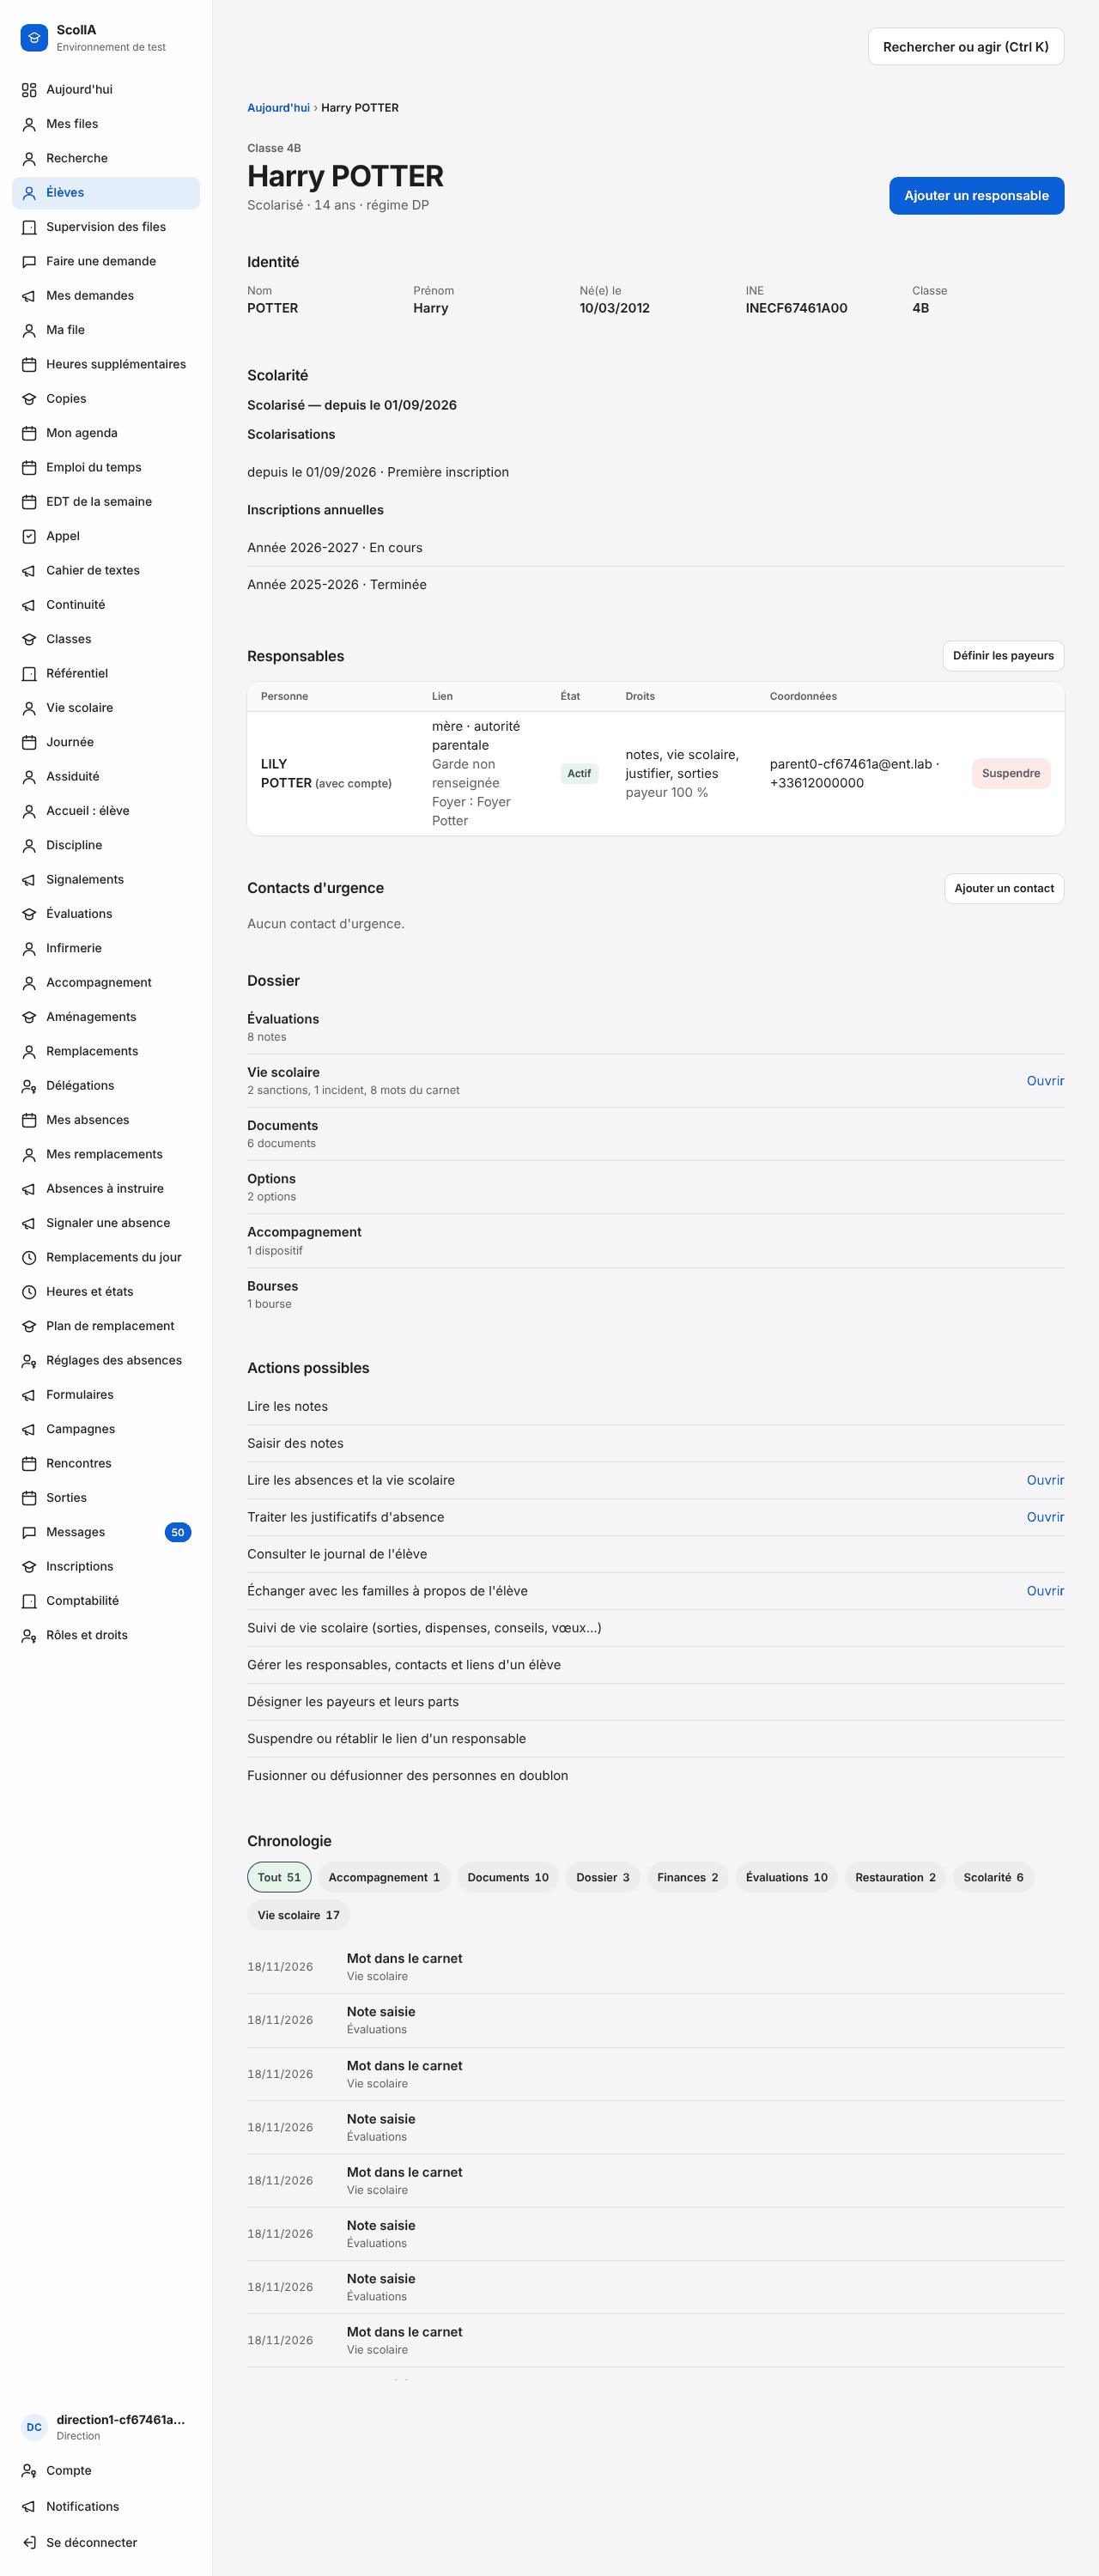 ScolIA
Environnement de test
Aujourd'hui
Mes files
Recherche
Élèves
Supervision des files
Faire une demande
Mes demandes
Ma file
Heures supplémentaires
Copies
Mon agenda
Emploi du temps
EDT de la semaine
Appel
Cahier de textes
Continuité
Classes
Référentiel
Vie scolaire
Journée
Assiduité
Accueil : élève
Discipline
Signalements
Évaluations
Infirmerie
Accompagnement
Aménagements
Remplacements
Délégations
Mes absences
Mes remplacements
Absences à instruire
Signaler une absence
Remplacements du jour
Heures et états
Plan de remplacement
Réglages des absences
Formulaires
Campagnes
Rencontres
Sorties
Messages 50
Inscriptions
Comptabilité
Rôles et droits
DC
direction1-cf67461a...
Direction
Compte
Notifications
Se déconnecter
Rechercher ou agir (Ctrl K)
Aujourd'hui › Harry POTTER
Classe 4B
Harry POTTER
Scolarisé · 14 ans · régime DP
Ajouter un responsable
Identité
Nom Prénom Né(e) le INE Classe
POTTER Harry 10/03/2012 INECF67461A00 4B
Scolarité
Scolarisé — depuis le 01/09/2026
Scolarisations
depuis le 01/09/2026 · Première inscription
Inscriptions annuelles
Année 2026-2027 · En cours
Année 2025-2026 · Terminée
Responsables
Définir les payeurs
Personne Lien État Droits Coordonnées
LILY
POTTER (avec compte)
mère · autorité
parentale
Garde non
renseignée
Foyer : Foyer
Potter
Actif
notes, vie scolaire,
justifier, sorties
payeur 100 %
parent0-cf67461a@ent.lab ·
+33612000000
Suspendre
Contacts d'urgence
Ajouter un contact
Aucun contact d'urgence.
Dossier
Évaluations
8 notes
Vie scolaire
2 sanctions, 1 incident, 8 mots du carnet
Ouvrir
Documents
6 documents
Options
2 options
Accompagnement
1 dispositif
Bourses
1 bourse
Actions possibles
Lire les notes
Saisir des notes
Lire les absences et la vie scolaire Ouvrir
Traiter les justificatifs d'absence Ouvrir
Consulter le journal de l'élève
Échanger avec les familles à propos de l'élève Ouvrir
Suivi de vie scolaire (sorties, dispenses, conseils, vœux...)
Gérer les responsables, contacts et liens d'un élève
Désigner les payeurs et leurs parts
Suspendre ou rétablir le lien d'un responsable
Fusionner ou défusionner des personnes en doublon
Chronologie
Tout 51 Accompagnement 1 Documents 10 Dossier 3 Finances 2 Évaluations 10 Restauration 2 Scolarité 6
Vie scolaire 17
18/11/2026 Mot dans le carnet
Vie scolaire
18/11/2026 Note saisie
Évaluations
18/11/2026 Mot dans le carnet
Vie scolaire
18/11/2026 Note saisie
Évaluations
18/11/2026 Mot dans le carnet
Vie scolaire
18/11/2026 Note saisie
Évaluations
18/11/2026 Note saisie
Évaluations
18/11/2026 Mot dans le carnet
Vie scolaire